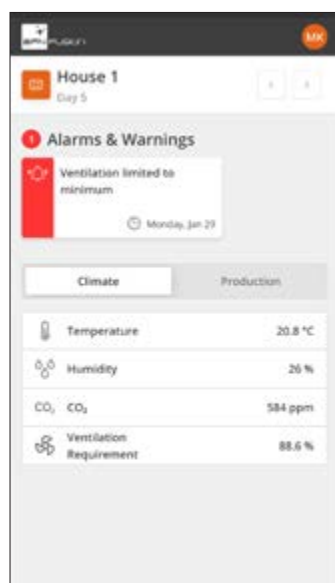 MK
House 1
Day 5
1 Alarms & Warnings
Ventilation limited to
minimum
Monday, Jan 29
Climate Production
Temperature 20.8 °C
Humidity 26 %
CO₂ CO₂ 584 ppm
Ventilation
Requirement 88.6 %